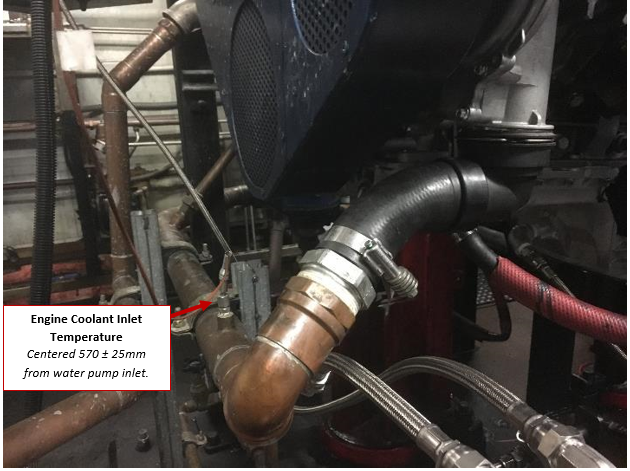 Engine Coolant Inlet
Temperature
Centered 570 ± 25mm
from water pump inlet.